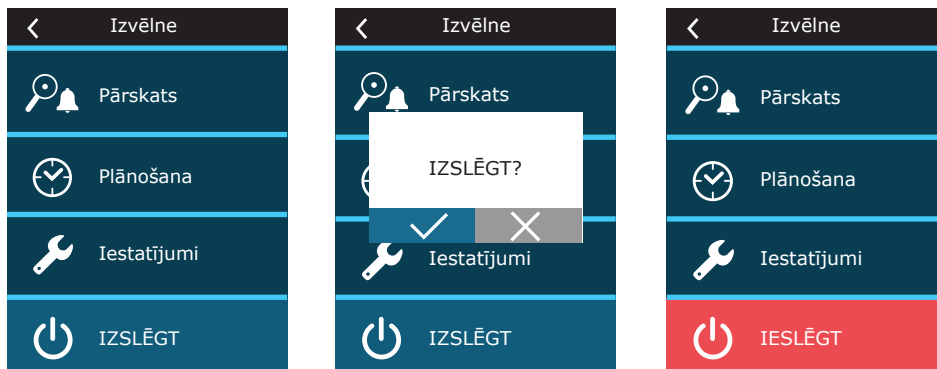 Izvēlne
Pārskats
Plānošana
Iestatījumi
IZSLĒGT
Izvēlne
Pārskats
IZSLĒGT?
Iestatījumi
IZSLĒGT
Izvēlne
Pārskats
Plānošana
Iestatījumi
IESLĒGT